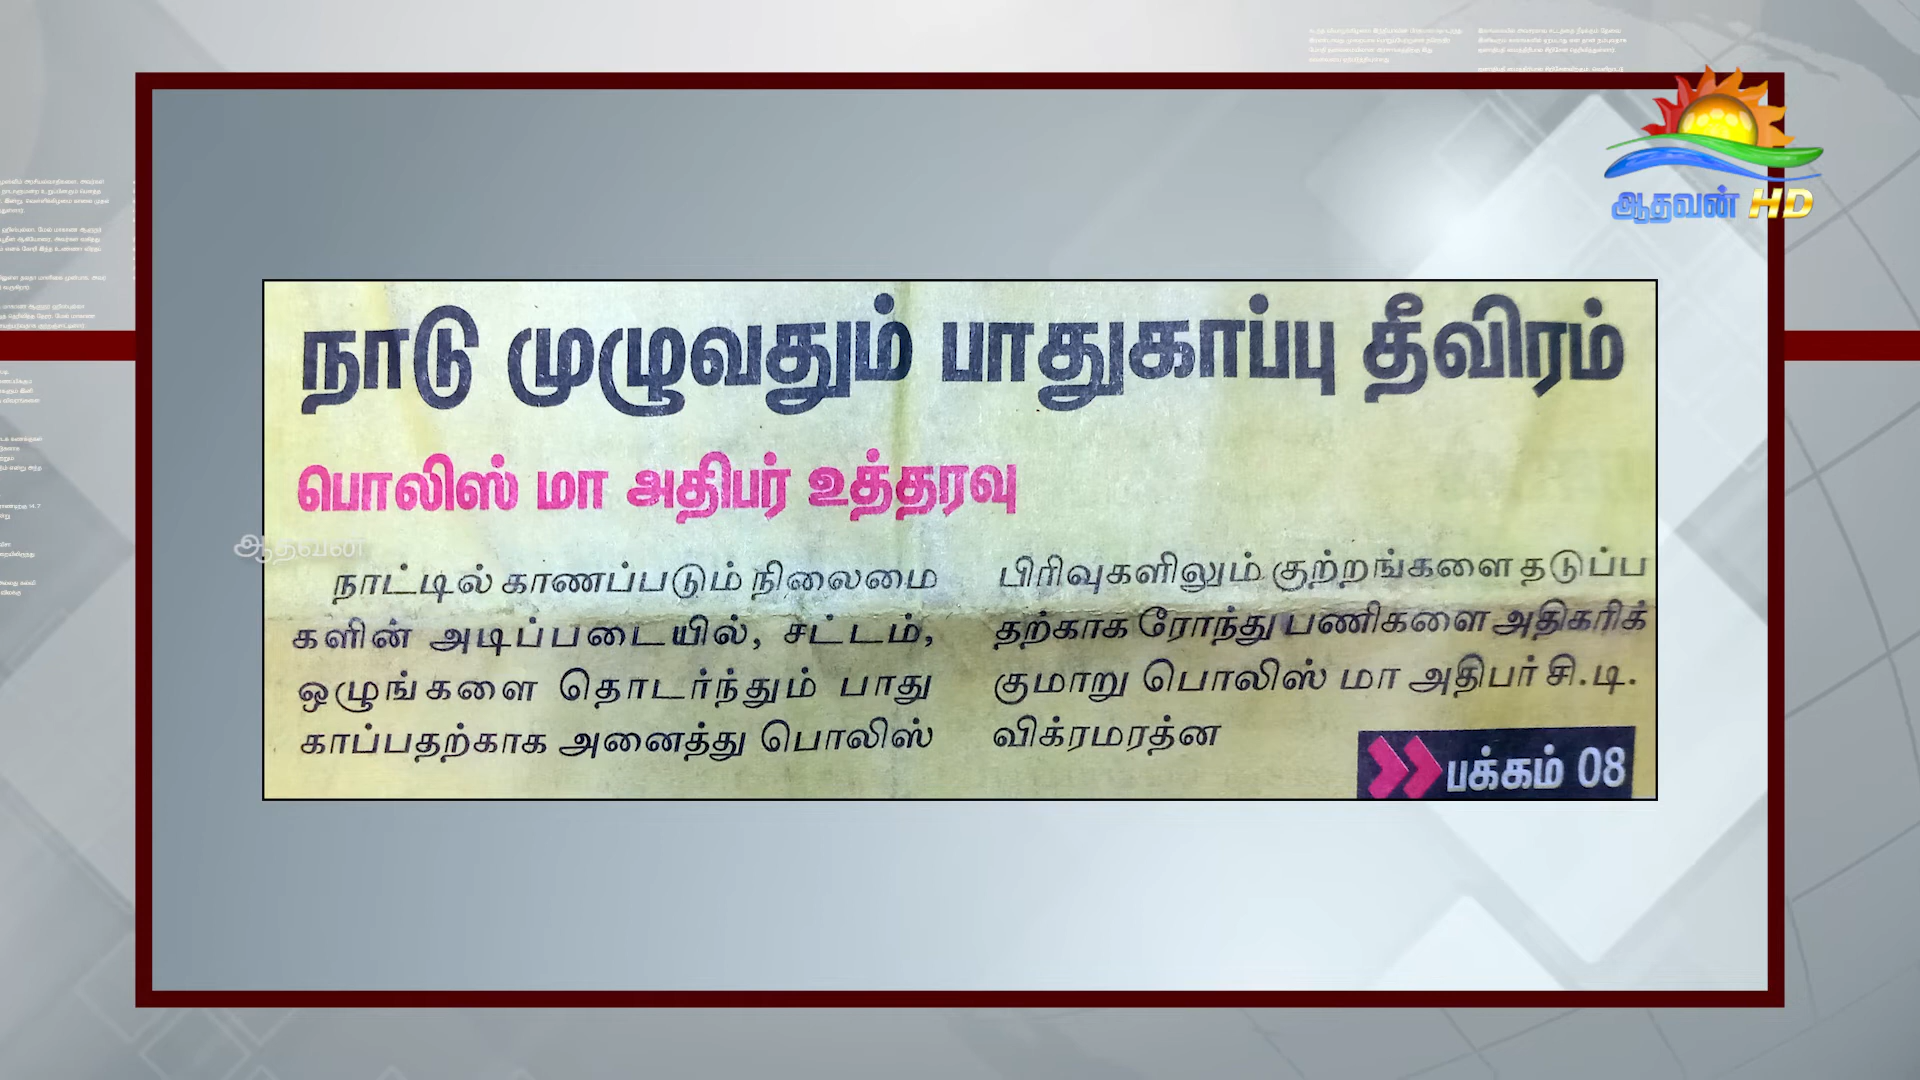 ஆதவன் HD
நாடு முழுவதும் பாதுகாப்பு தீவிரம்
பொலிஸ் மா அதிபர் உத்தரவு
ஆதவன்
நாட்டில் காணப்படும் நிலைமை
களின் அடிப்படையில், சட்டம்,
ஒழுங்களை தொடர்ந்தும் பாது
காப்பதற்காக அனைத்து பொலிஸ்
பிரிவுகளிலும் குற்றங்களை தடுப்ப
தற்காக ரோந்து பணிகளை அதிகரிக்
குமாறு பொலிஸ் மா அதிபர் சி.டி.
விக்ரமரத்ன
பக்கம் 08